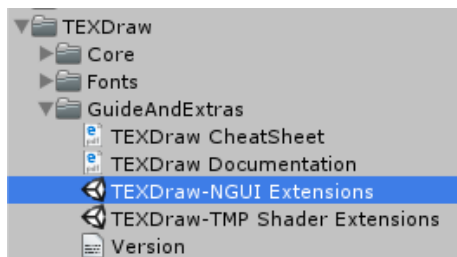 TEXDraw
Core
Fonts
GuideAndExtras
TEXDraw CheatSheet
TEXDraw Documentation
TEXDraw-NGUI Extensions
TEXDraw-TMP Shader Extensions
Version